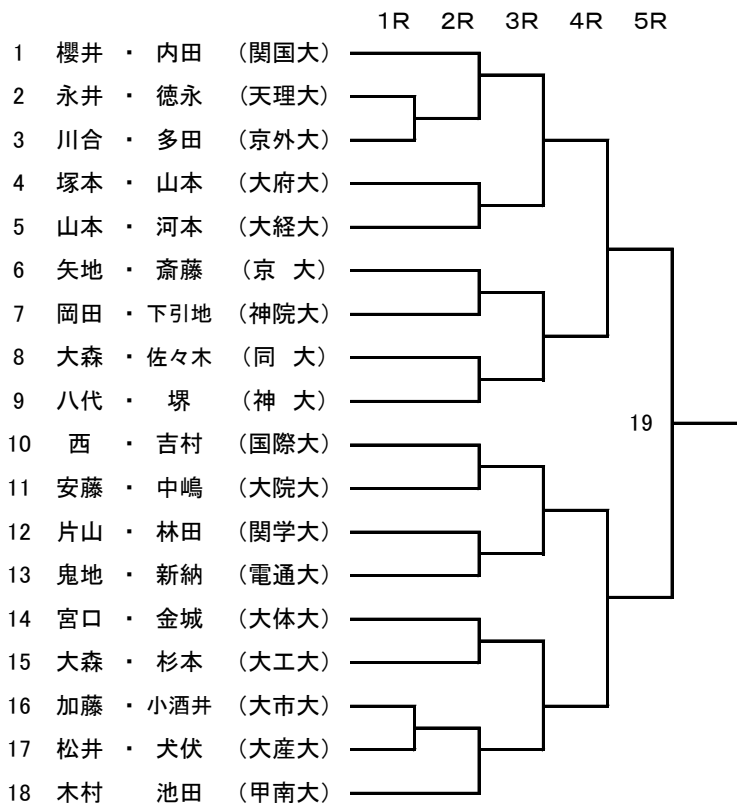 1R 2R 3R 4R 5R
1 櫻井 ・ 内田 (関国大)
2 永井 ・ 徳永 (天理大)
3 川合 ・ 多田 (京外大)
4 塚本 ・ 山本 (大府大)
5 山本 ・ 河本 (大経大)
6 矢地 ・ 斎藤 (京 大)
7 岡田 ・ 下引地 (神院大)
8 大森 ・ 佐々木 (同 大)
9 八代 ・ 堺 (神 大)
19
10 西 ・ 吉村 (国際大)
11 安藤 ・ 中嶋 (大院大)
12 片山 ・ 林田 (関学大)
13 鬼地 ・ 新納 (電通大)
14 宮口 ・ 金城 (大体大)
15 大森 ・ 杉本 (大工大)
16 加藤 ・ 小酒井 (大市大)
17 松井 ・ 犬伏 (大産大)
18 木村 池田 (甲南大)